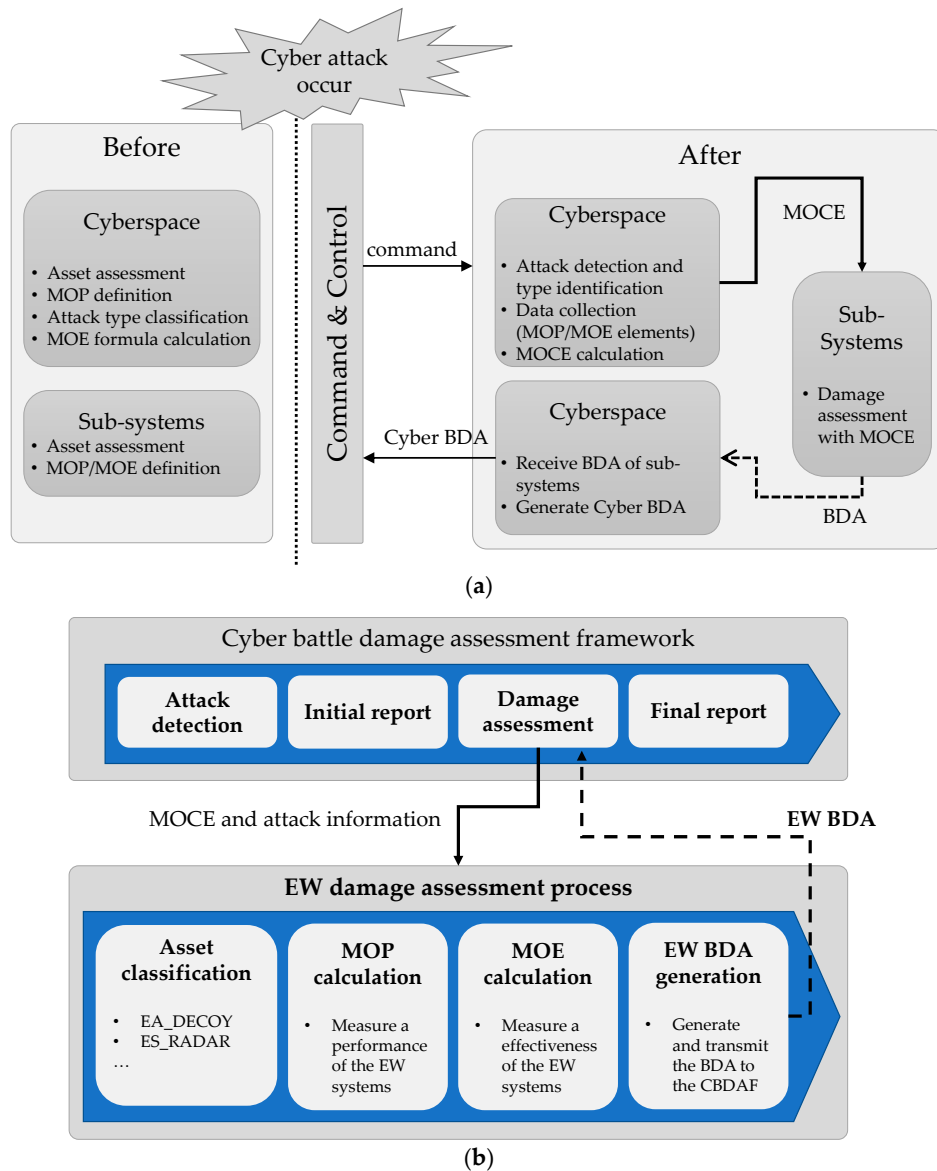 Cyber attack
occur
Before
Cyberspace
• Asset assessment
• MOP definition
• Attack type classification
• MOE formula calculation
Sub-systems
• Asset assessment
• MOP/MOE definition
Command & Control
command
Cyber BDA
After
Cyberspace
• Attack detection and
type identification
• Data collection
(MOP/MOE elements)
• MOCE calculation
MOCE
Sub-
Systems
• Damage
assessment
with MOCE
Cyberspace
• Receive BDA of sub-
systems
• Generate Cyber BDA
BDA
(a)
Cyber battle damage assessment framework
Attack
detection
Initial report
Damage
assessment
Final report
MOCE and attack information
EW BDA
EW damage assessment process
Asset
classification
• EA_DECOY
• ES_RADAR
…
MOP
calculation
• Measure a
performance
of the EW
systems
MOE
calculation
• Measure a
effectiveness
of the EW
systems
EW BDA
generation
• Generate
and transmit
the BDA to
the CBDAF
(b)